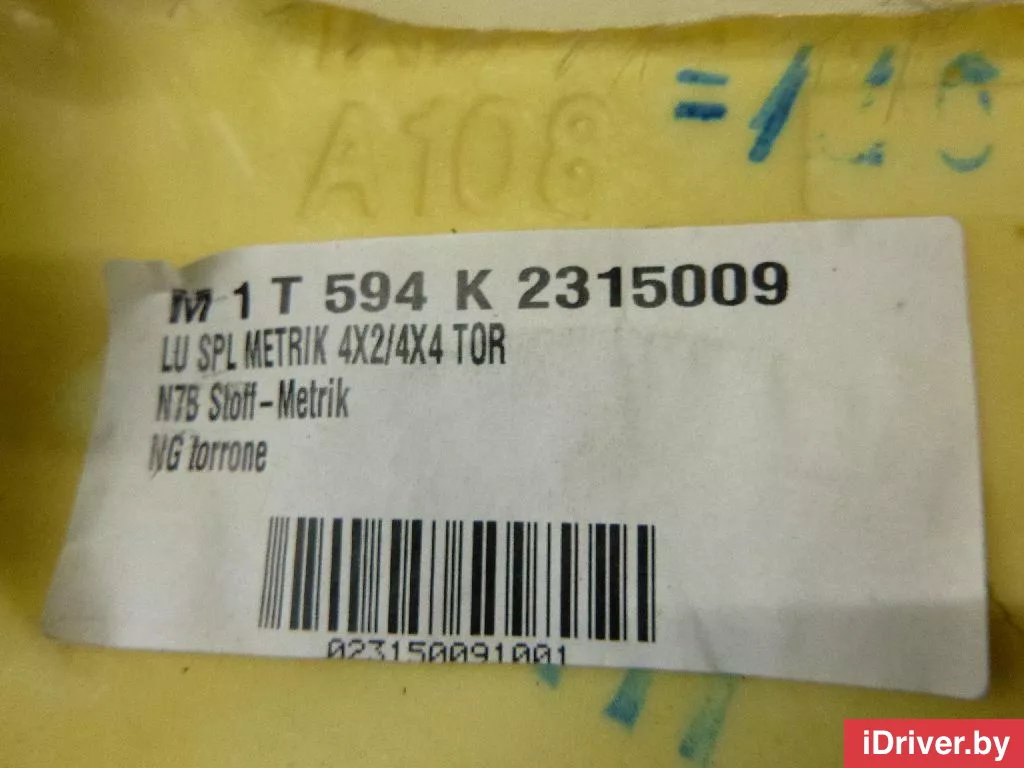 A108
M 1 T 594 K 2315009
LU SPL METRIK 4X2/4X4 TOR
N7B Stoff-Metrik
NG torrone
023150091001
iDriver.by